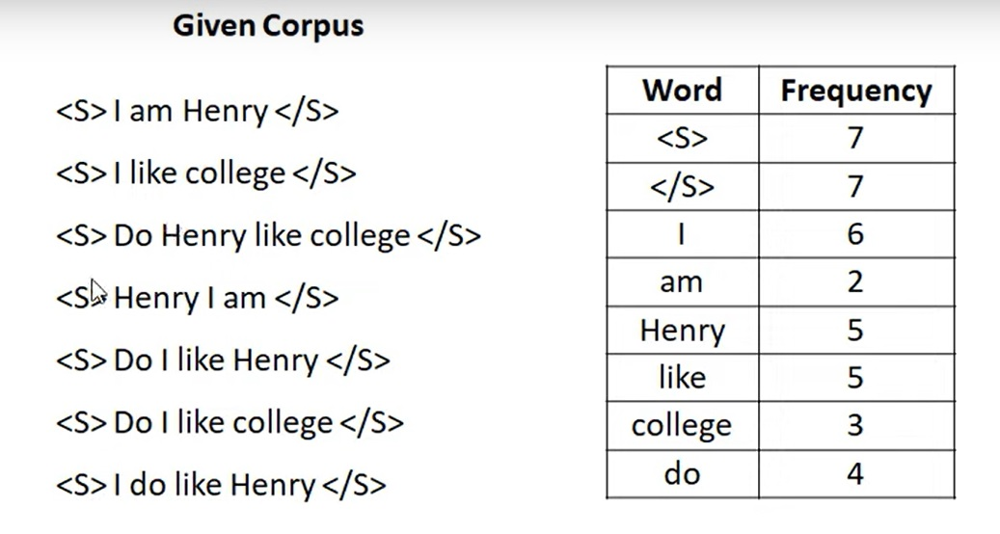 Given Corpus
<S> I am Henry </S>
<S> I like college </S>
<S> Do Henry like college </S>
<S> Henry I am </S>
<S> Do I like Henry </S>
<S> Do I like college </S>
<S> I do like Henry </S>
Word Frequency
<S> 7
</S> 7
I 6
am 2
Henry 5
like 5
college 3
do 4